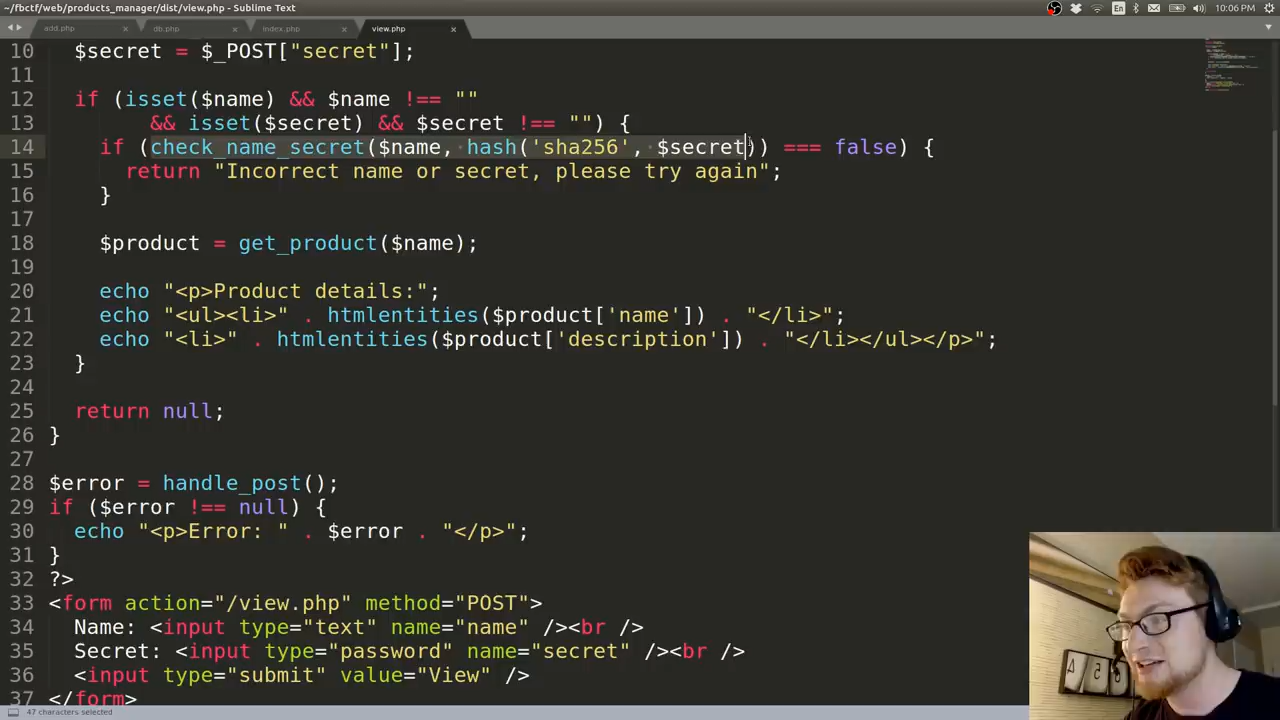 ~/fbctf/web/products_manager/dist/view.php - Sublime Text
En
10:06 PM
add.php × db.php × index.php × view.php ×
10 $secret = $_POST["secret"];
11
12 if (isset($name) && $name !== ""
13 && isset($secret) && $secret !== "") {
14 if (check_name_secret($name, hash('sha256', $secret)) === false) {
15 return "Incorrect name or secret, please try again";
16 }
17
18 $product = get_product($name);
19
20 echo "<p>Product details:";
21 echo "<ul><li>" . htmlentities($product['name']) . "</li>";
22 echo "<li>" . htmlentities($product['description']) . "</li></ul></p>";
23 }
24
25 return null;
26 }
27
28 $error = handle_post();
29 if ($error !== null) {
30 echo "<p>Error: " . $error . "</p>";
31 }
32 ?>
33 <form action="/view.php" method="POST">
34 Name: <input type="text" name="name" /><br />
35 Secret: <input type="password" name="secret" /><br />
36 <input type="submit" value="View" />
37 </form>
47 characters selected